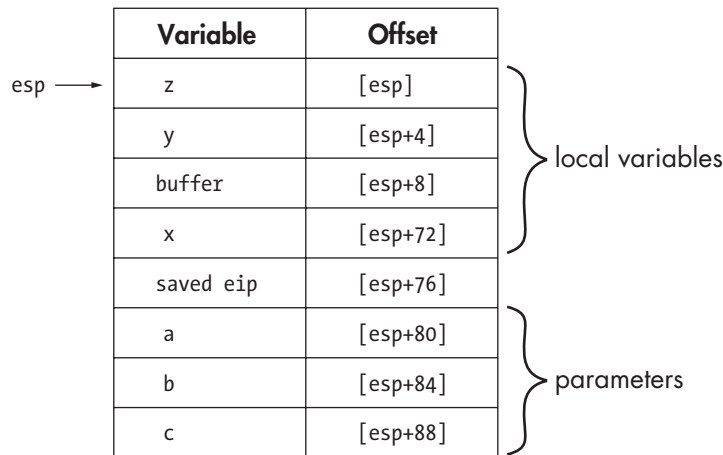 Variable Offset
esp z [esp]
y [esp+4]
buffer [esp+8]
local variables
x [esp+72]
saved eip [esp+76]
a [esp+80]
b [esp+84]
parameters
c [esp+88]